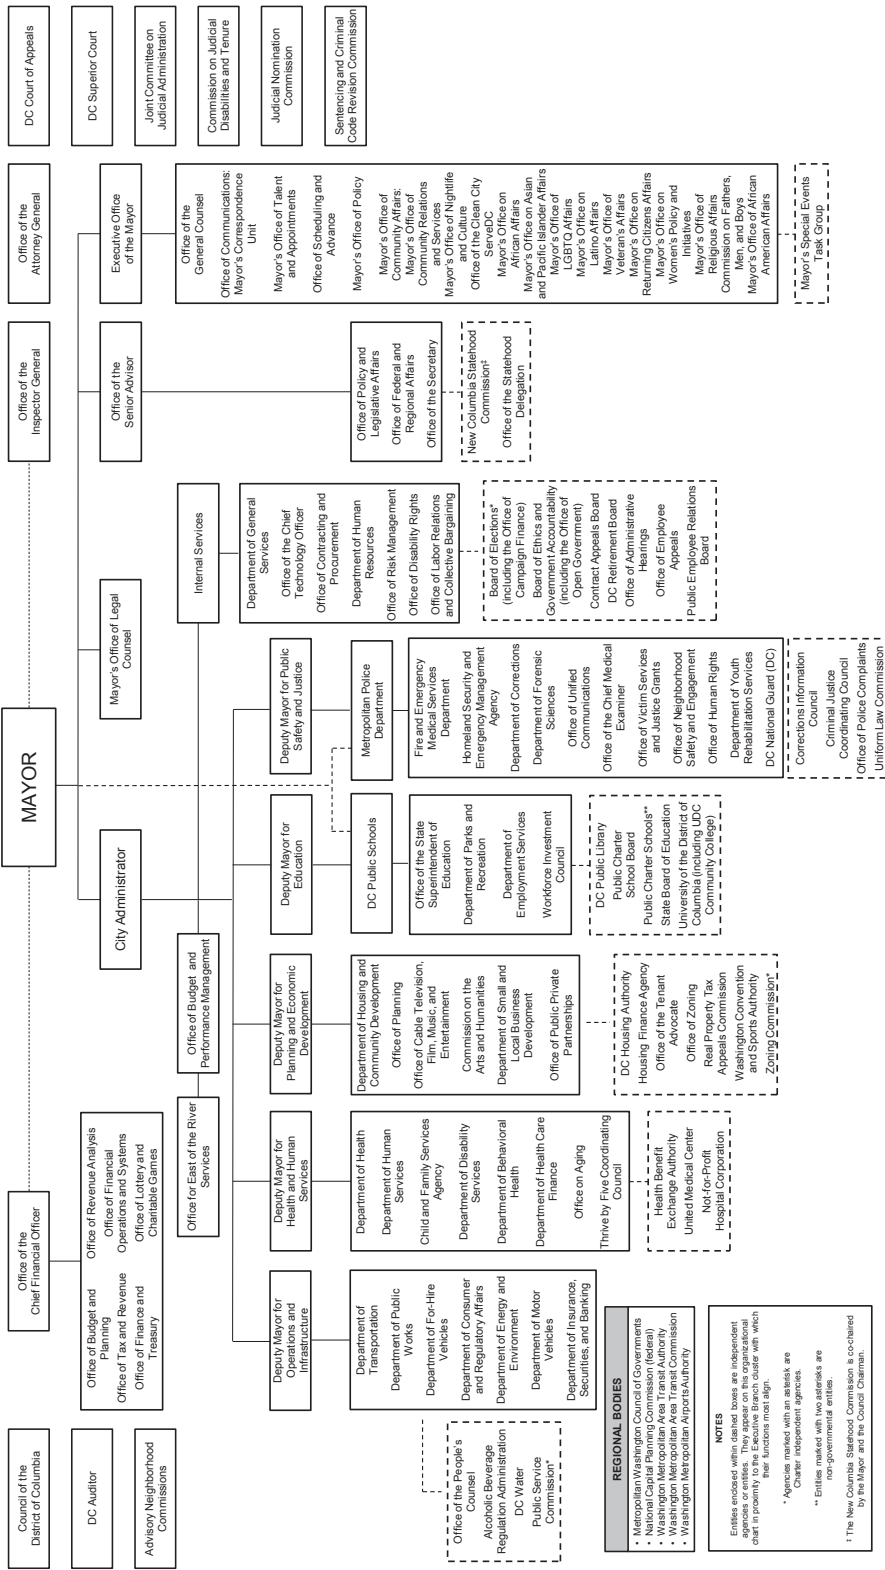 MAYOR
Council of the
District of Columbia
DC Auditor
Advisory Neighborhood
Commissions
Office of the
Chief Financial Officer
Office of Budget and
Planning
Office of Tax and Revenue
Office of Finance and
Treasury
Office of Revenue Analysis
Office of Financial
Operations and Systems
Office of Lottery and
Charitable Games
Office of the
Inspector General
Office of the
Attorney General
DC Court of Appeals
DC Superior Court
Joint Committee on
Judicial Administration
Commission on Judicial
Disabilities and Tenure
Judicial Nomination
Commission
Sentencing and Criminal
Code Revision Commission
City Administrator
Mayor's Office of Legal
Counsel
Office of the
Senior Advisor
Executive Office
of the Mayor
Office for East of the River
Services
Office of Budget and
Performance Management
Internal Services
Deputy Mayor for
Operations and
Infrastructure
Department of
Transportation
Department of Public
Works
Department of For-Hire
Vehicles
Department of Consumer
and Regulatory Affairs
Department of Energy and
Environment
Department of Motor
Vehicles
Department of Insurance,
Securities, and Banking
Office of the People's
Counsel
Alcoholic Beverage
Regulation Administration
DC Water
Public Service
Commission*
Deputy Mayor for
Health and Human
Services
Department of Health
Department of Human
Services
Child and Family Services
Agency
Department of Disability
Services
Department of Behavioral
Health
Department of Health Care
Finance
Office on Aging
Thrive by Five Coordinating
Council
Health Benefit
Exchange Authority
United Medical Center
Not-for-Profit
Hospital Corporation
Deputy Mayor for
Planning and Economic
Development
Department of Housing and
Community Development
Office of Planning
Office of Cable Television,
Film, Music, and
Entertainment
Commission on the
Arts and Humanities
Department of Small and
Local Business
Development
Office of Public Private
Partnerships
DC Housing Authority
Housing Finance Agency
Office of the Tenant
Advocate
Office of Zoning
Real Property Tax
Appeals Commission
Washington Convention
and Sports Authority
Zoning Commission*
Deputy Mayor for
Education
DC Public Schools
Office of the State
Superintendent of
Education
Department of Parks and
Recreation
Department of
Employment Services
Workforce Investment
Council
DC Public Library
Public Charter
School Board
Public Charter Schools**
State Board of Education
University of the District of
Columbia (including UDC
Community College)
Deputy Mayor for Public
Safety and Justice
Metropolitan Police
Department
Fire and Emergency
Medical Services
Department
Homeland Security and
Emergency Management
Agency
Department of Corrections
Department of Forensic
Sciences
Office of Unified
Communications
Office of the Chief Medical
Examiner
Office of Victim Services
and Justice Grants
Office of Neighborhood
Safety and Engagement
Office of Human Rights
Department of Youth
Rehabilitation Services
DC National Guard (DC)
Corrections Information
Council
Criminal Justice
Coordinating Council
Office of Police Complaints
Uniform Law Commission
Department of General
Services
Office of the Chief
Technology Officer
Office of Contracting and
Procurement
Department of Human
Resources
Office of Risk Management
Office of Disability Rights
Office of Labor Relations
and Collective Bargaining
Board of Elections*
(including the Office of
Campaign Finance)
Board of Ethics and
Government Accountability
(including the Office of
Open Government)
Contract Appeals Board
DC Retirement Board
Office of Administrative
Hearings
Office of Employee
Appeals
Public Employee Relations
Board
Office of Policy and
Legislative Affairs
Office of Federal and
Regional Affairs
Office of the Secretary
New Columbia Statehood
Commission‡
Office of the Statehood
Delegation
Office of the
General Counsel
Office of Communications:
Mayor's Correspondence
Unit
Mayor's Office of Talent
and Appointments
Office of Scheduling and
Advance
Mayor's Office of Policy
Mayor's Office of
Community Affairs:
Mayor's Office of
Community Relations
and Services
Mayor's Office of Nightlife
and Culture
Office of the Clean City
ServeDC
Mayor's Office on
African Affairs
Mayor's Office on Asian
and Pacific Islander Affairs
Mayor's Office of
LGBTQ Affairs
Mayor's Office on
Latino Affairs
Mayor's Office of
Veteran's Affairs
Mayor's Office on
Returning Citizens Affairs
Mayor's Office on
Women's Policy and
Initiatives
Mayor's Office of
Religious Affairs
Commission on Fathers,
Men, and Boys
Mayor's Office of African
American Affairs
Mayor's Special Events
Task Group
REGIONAL BODIES
• Metropolitan Washington Council of Governments
• National Capital Planning Commission (federal)
• Washington Metropolitan Area Transit Authority
• Washington Metropolitan Area Transit Commission
• Washington Metropolitan Airports Authority
NOTES
Entities enclosed within dashed boxes are independent
agencies or entities. They appear on this organizational
chart in proximity to the Executive Branch cluster with which
their functions most align.
* Agencies marked with an asterisk are
Charter independent agencies.
** Entities marked with two asterisks are
non-governmental entities.
‡ The New Columbia Statehood Commission is co-chaired
by the Mayor and the Council Chairman.